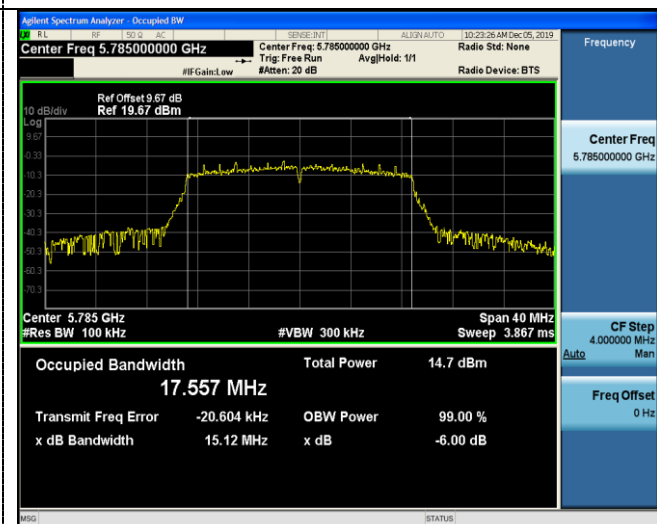 Agilent Spectrum Analyzer - Occupied BW
RL RF 50 Ω AC SENSE:INT ALIGN AUTO 10:23:26 AM Dec 05, 2019
Center Freq 5.785000000 GHz
Center Freq: 5.785000000 GHz
Radio Std: None
Trig: Free Run Avg|Hold: 1/1
#IFGain:Low #Atten: 20 dB Radio Device: BTS
Ref Offset 9.67 dB
10 dB/div Ref 19.67 dBm
Log
9.67
-0.33
-10.3
-20.3
-30.3
-40.3
-50.3
-60.3
-70.3
Center 5.785 GHz Span 40 MHz
#Res BW 100 kHz #VBW 300 kHz Sweep 3.867 ms
Occupied Bandwidth Total Power 14.7 dBm
17.557 MHz
Transmit Freq Error -20.604 kHz OBW Power 99.00 %
x dB Bandwidth 15.12 MHz x dB -6.00 dB
MSG STATUS
Frequency
Center Freq
5.785000000 GHz
CF Step
4.000000 MHz
Auto Man
Freq Offset
0 Hz